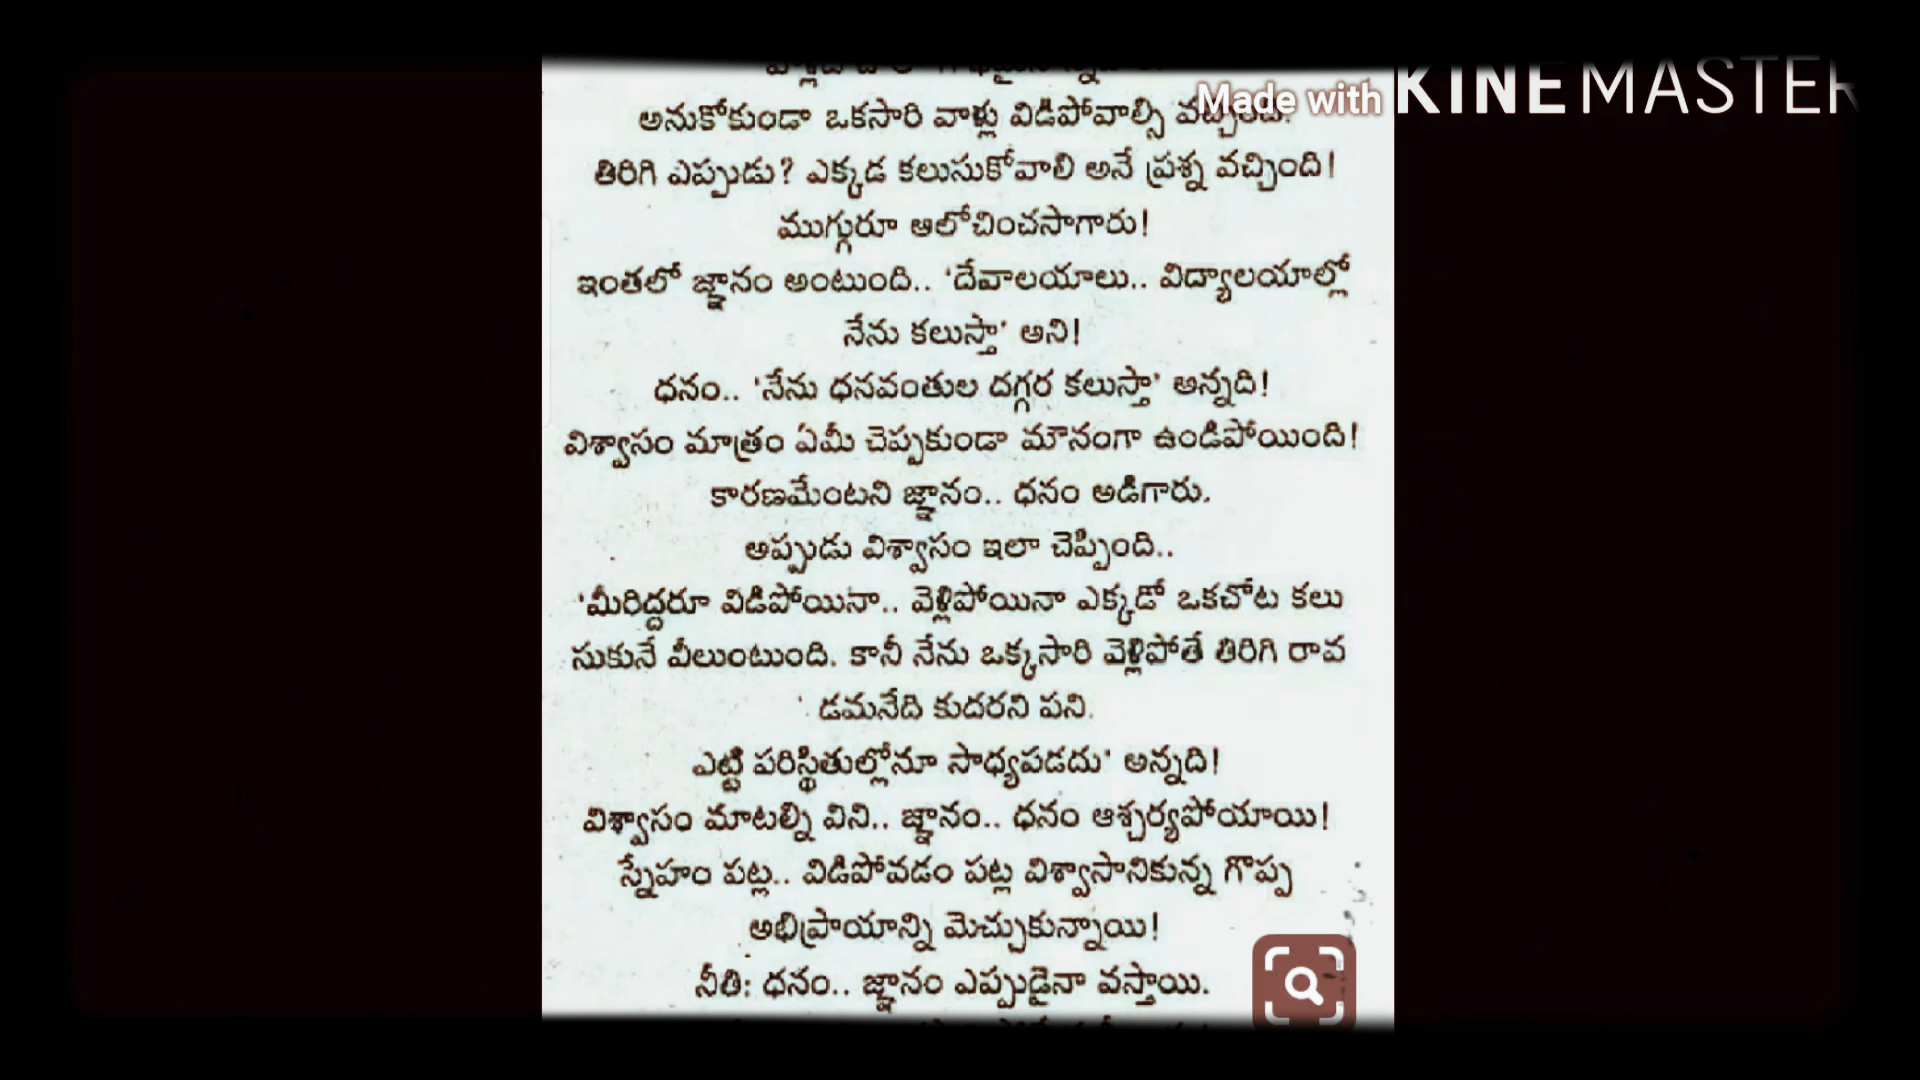 Made with KINEMASTER
అనుకోకుండా ఒకసారి వాళ్లు విడిపోవాల్సి
తిరిగి ఎప్పుడు? ఎక్కడ కలుసుకోవాలి అనే ప్రశ్న వచ్చింది!
ముగ్గురూ ఆలోచించసాగారు!
ఇంతలో జ్ఞానం అంటుంది.. 'దేవాలయాలు.. విద్యాలయాల్లో
నేను కలుస్తా' అని!
ధనం.. 'నేను ధనవంతుల దగ్గర కలుస్తా' అన్నది!
విశ్వాసం మాత్రం ఏమీ చెప్పకుండా మౌనంగా ఉండిపోయింది!
కారణమేంటని జ్ఞానం.. ధనం అడిగారు.
అప్పుడు విశ్వాసం ఇలా చెప్పింది..
'మీరిద్దరూ విడిపోయినా.. వెళ్లిపోయినా ఎక్కడో ఒకచోట కలు
సుకునే వీలుంటుంది. కానీ నేను ఒక్కసారి వెళ్లిపోతే తిరిగి రావ
డమనేది కుదరని పని.
ఎట్టి పరిస్థితుల్లోనూ సాధ్యపడదు' అన్నది!
విశ్వాసం మాటల్ని విని.. జ్ఞానం.. ధనం ఆశ్చర్యపోయాయి!
స్నేహం పట్ల.. విడిపోవడం పట్ల విశ్వాసానికున్న గొప్ప
అభిప్రాయాన్ని మెచ్చుకున్నాయి!
నీతి: ధనం.. జ్ఞానం ఎప్పుడైనా వస్తాయి.